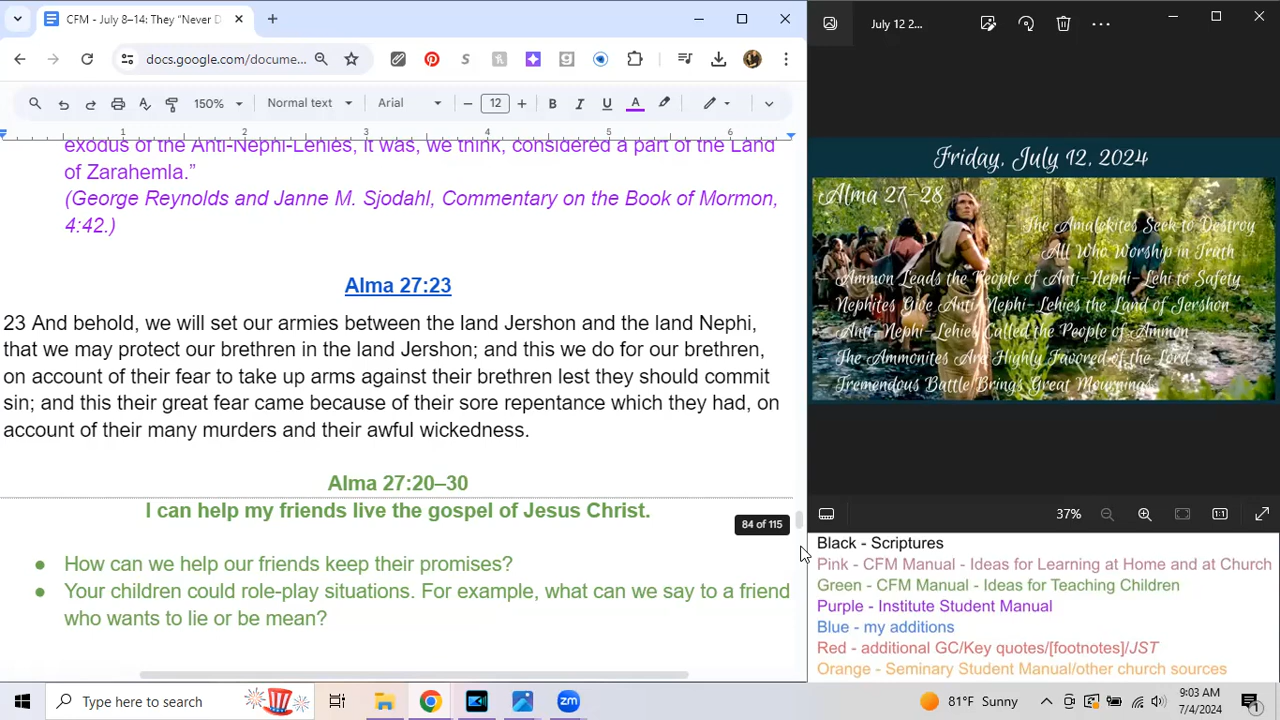 CFM - July 8–14: They “Never D
docs.google.com/docume...
150%
Normal text
Arial
12
B
I
U
A
1
2
3
4
5
6
exodus of the Anti-Nephi-Lehies, it was, we think, considered a part of the Land
of Zarahemla.”
(George Reynolds and Janne M. Sjodahl, Commentary on the Book of Mormon,
4:42.)
Alma 27:23
23 And behold, we will set our armies between the land Jershon and the land Nephi,
that we may protect our brethren in the land Jershon; and this we do for our brethren,
on account of their fear to take up arms against their brethren lest they should commit
sin; and this their great fear came because of their sore repentance which they had, on
account of their many murders and their awful wickedness.
Alma 27:20–30
I can help my friends live the gospel of Jesus Christ.
84 of 115
● How can we help our friends keep their promises?
● Your children could role-play situations. For example, what can we say to a friend
who wants to lie or be mean?
July 12 2...
Friday, July 12, 2024
Alma 27–28
– The Amalekites Seek to Destroy
All Who Worship in Truth
– Ammon Leads the People of Anti-Nephi-Lehi to Safety
– Nephites Give Anti-Nephi-Lehies the Land of Jershon
– Anti-Nephi-Lehies Called the People of Ammon
– The Ammonites Are Highly Favored of the Lord
– Tremendous Battle Brings Great Mournings
37%
1:1
Black - Scriptures
Pink - CFM Manual - Ideas for Learning at Home and at Church
Green - CFM Manual - Ideas for Teaching Children
Purple - Institute Student Manual
Blue - my additions
Red - additional GC/Key quotes/[footnotes]/JST
Orange - Seminary Student Manual/other church sources
Type here to search
zm
81°F Sunny
9:03 AM
7/4/2024
1